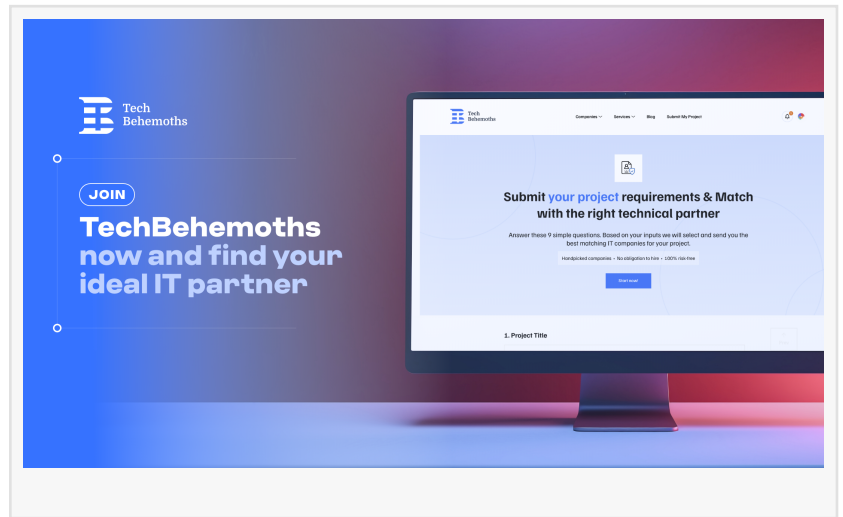 Tech
Behemoths
JOIN
TechBehemoths
now and find your
ideal IT partner
Tech
Behemoths
Companies Services Blog Submit My Project
Submit your project requirements & Match
with the right technical partner
Answer these 9 simple questions. Based on your inputs we will select and send you the
best matching IT companies for your project.
Handpicked companies • No obligation to hire • 100% risk-free
Start now!
1. Project Title